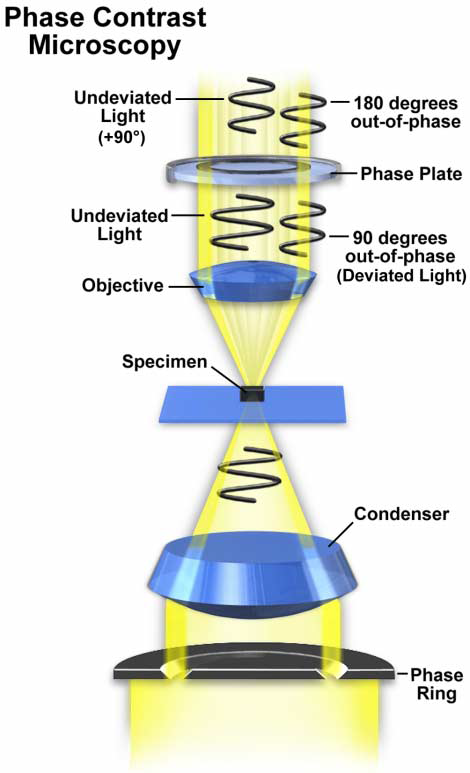 Phase Contrast
Microscopy
Undeviated
Light
(+90°)
180 degrees
out-of-phase
Phase Plate
Undeviated
Light
90 degrees
out-of-phase
(Deviated Light)
Objective
Specimen
Condenser
Phase
Ring